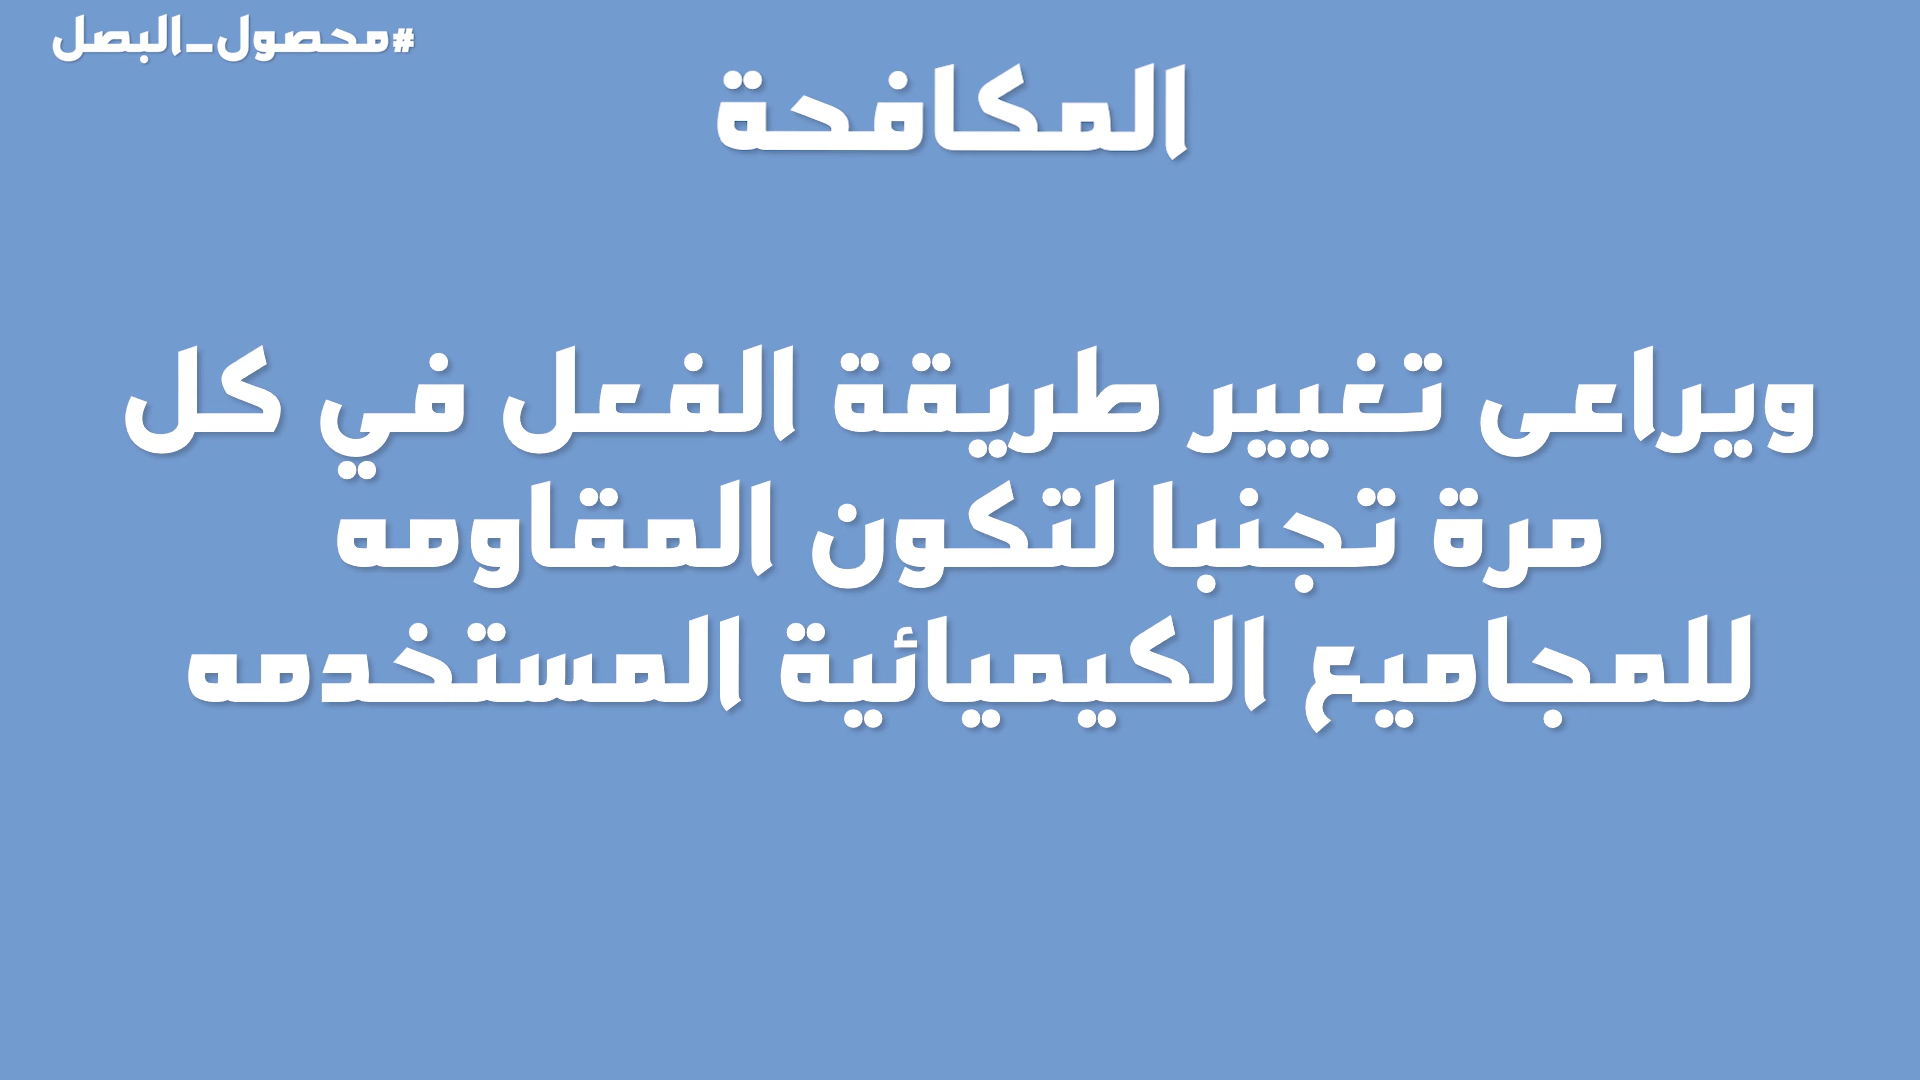 #محصول_البصل
المكافحة
ويراعى تغيير طريقة الفعل في كل
مرة تجنبا لتكون المقاومه
للمجاميع الكيميائية المستخدمه